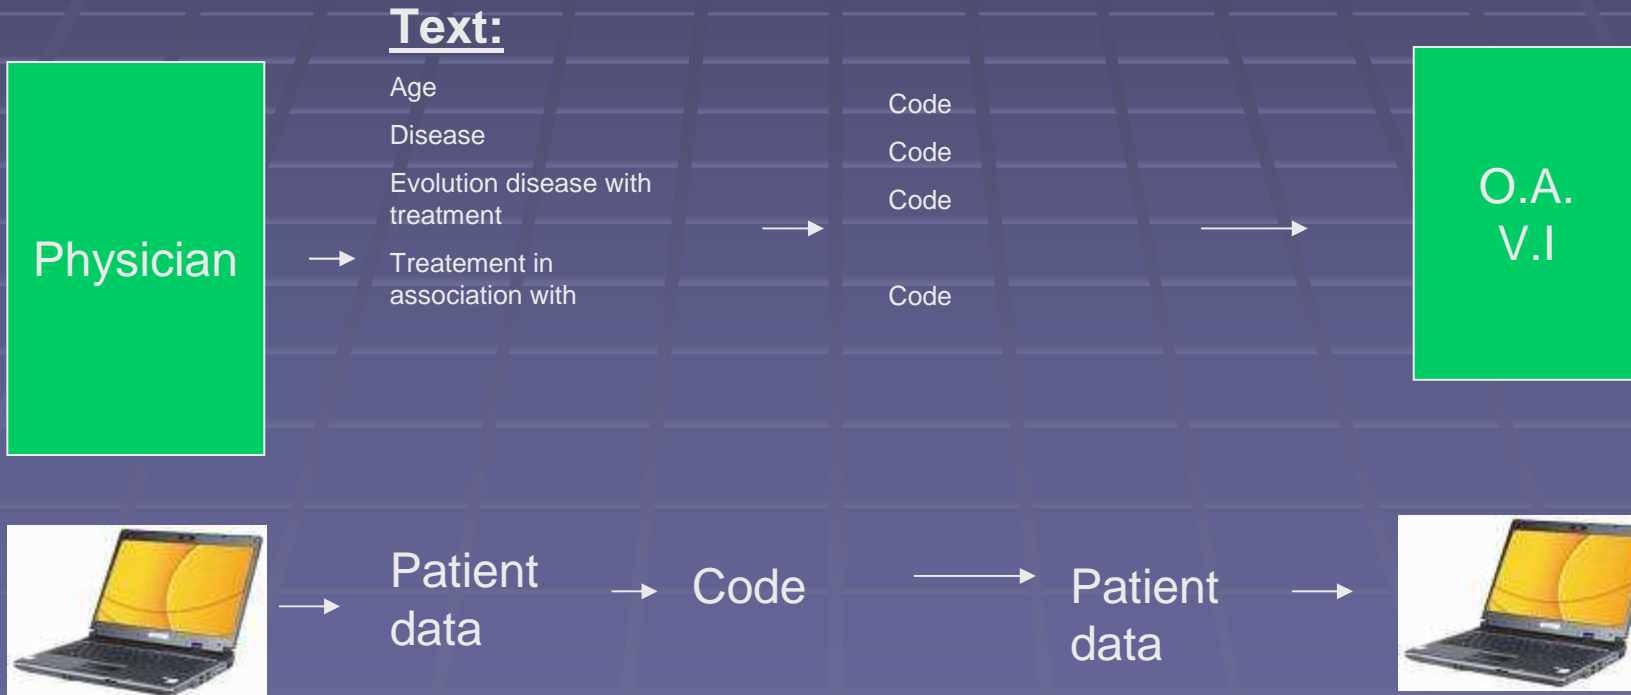 Text:
Age
Disease
Evolution disease with
treatment
Treatement in
association with
Physician
Code
Code
Code
Code
O.A.
V.I
Patient
data
Code
Patient
data